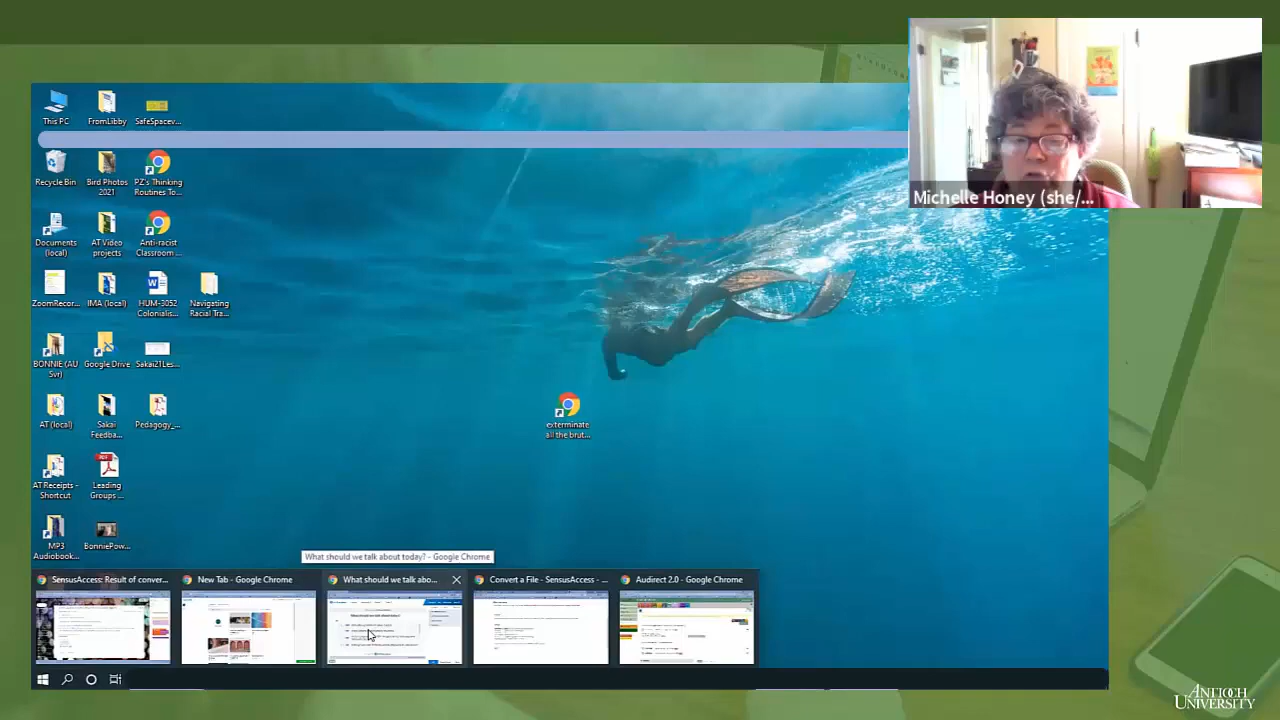 Michelle Honey (she/...
This PC
FromLibby
SafeSpacev...
Recycle Bin
Bird Photos
2021
PZ's Thinking
Routines To...
Documents
(local)
AT Video
projects
Anti-racist
Classroom ...
ZoomRecor...
IMA (local)
HUM-3052
Colonialis...
Navigating
Racial Tra...
BONNIE (AU
Svr)
Google Drive
Sakai21Les...
AT (local)
Sakai
Feedba...
Pedagogy_...
exterminate
all the brut...
AT Receipts -
Shortcut
Leading
Groups ...
MP3
Audiobook...
BonniePow...
What should we talk about today? - Google Chrome
SensusAccess: Result of conver...
New Tab - Google Chrome
What should we talk abo...
Convert a File - SensusAccess - ...
Audirect 2.0 - Google Chrome
ANTIOCH
UNIVERSITY